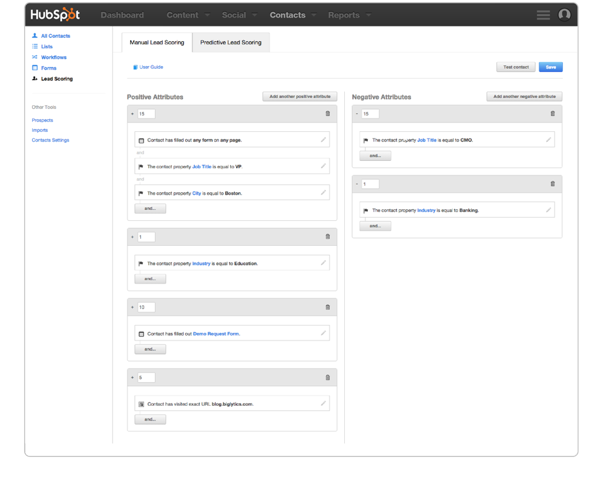 HubSpot Dashboard Content Social Contacts Reports
All Contacts
Lists
Workflows
Forms
Lead Scoring
Other Tools
Prospects
Imports
Contacts Settings
Manual Lead Scoring Predictive Lead Scoring
User Guide Test contact Save
Positive Attributes Add another positive attribute
+ 15
Contact has filled out any form on any page.
and
The contact property Job Title is equal to VP.
and
The contact property City is equal to Boston.
and...
+ 1
The contact property Industry is equal to Education.
and...
+ 10
Contact has filled out Demo Request Form.
and...
+ 5
Contact has visited exact URL blog.biglytics.com.
and...
Negative Attributes Add another negative attribute
- 15
The contact property Job Title is equal to CMO.
and...
- 1
The contact property Industry is equal to Banking.
and...